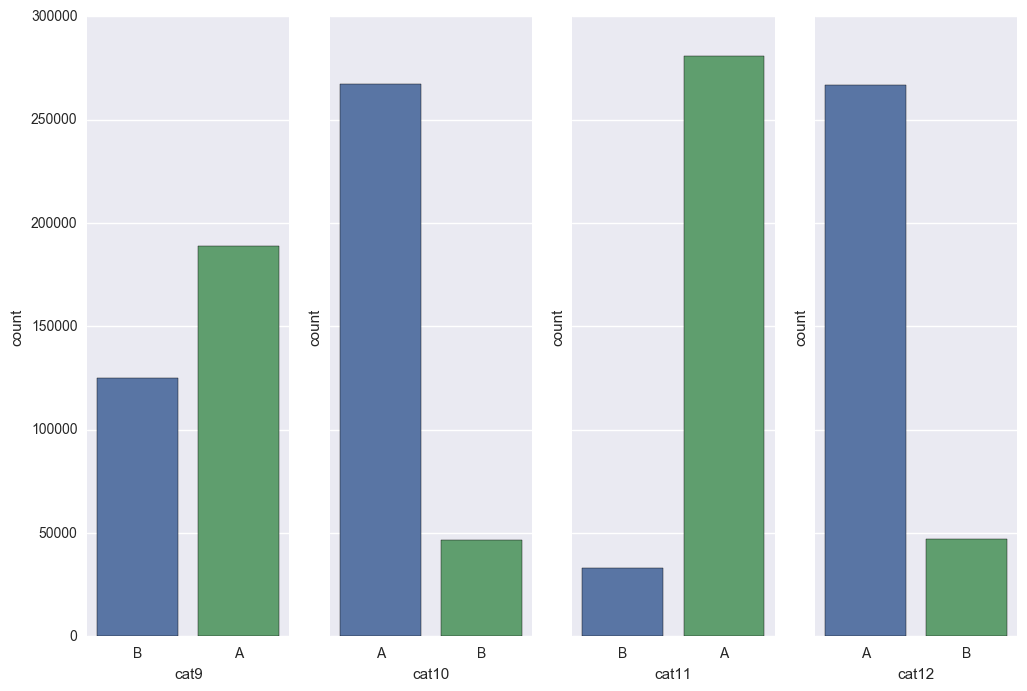 300000
250000
200000
150000
100000
50000
0
count
count
count
count
B A
A B
B A
A B
cat9
cat10
cat11
cat12